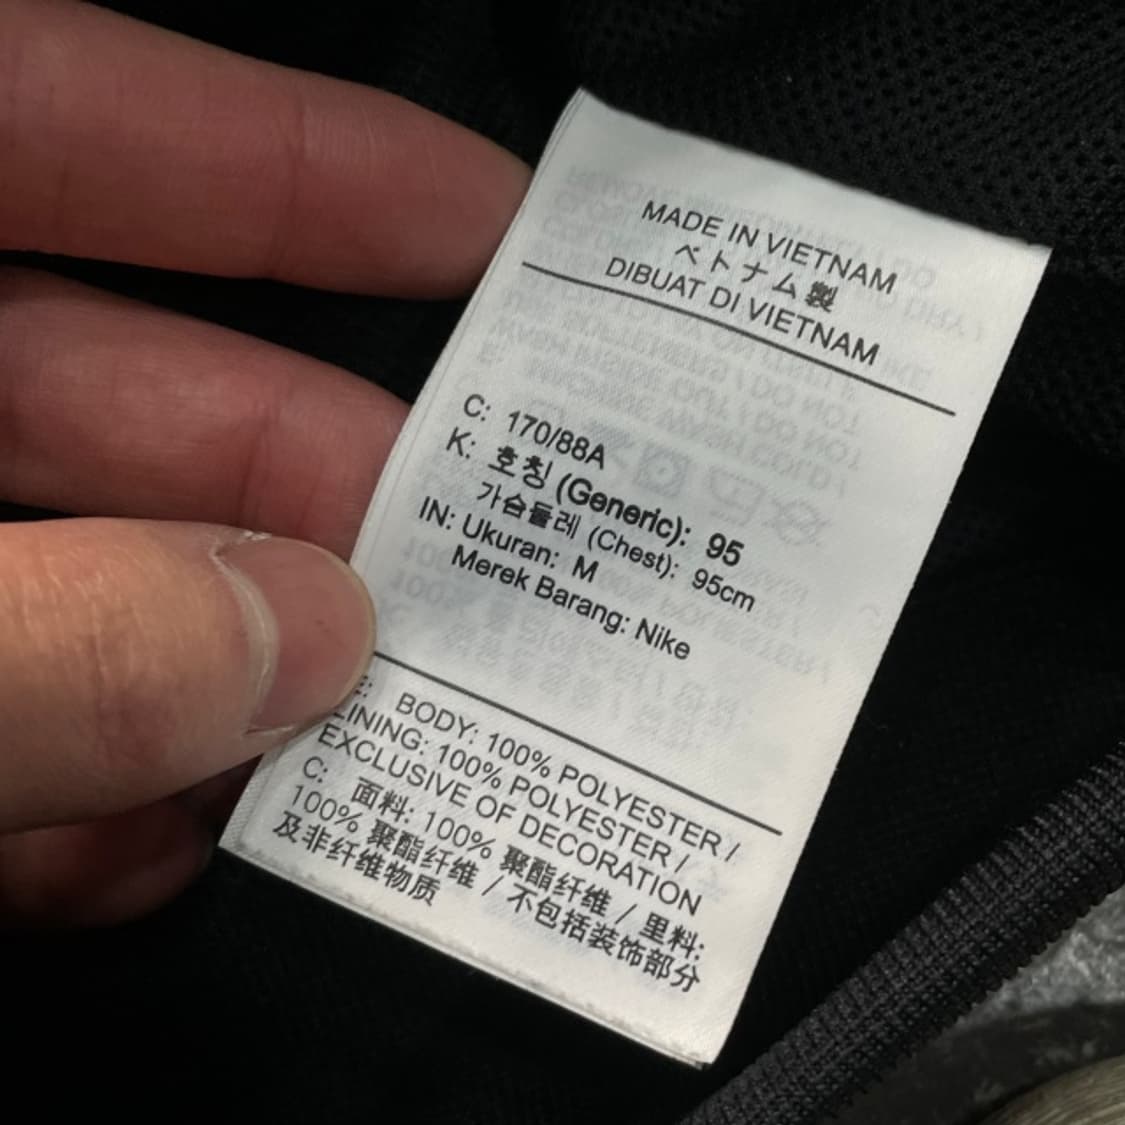 MADE IN VIETNAM
ベトナム製
DIBUAT DI VIETNAM
C: 170/88A
K: 호칭 (Generic): 95
가슴둘레 (Chest): 95cm
IN: Ukuran: M
Merek Barang: Nike
E: BODY: 100% POLYESTER /
LINING: 100% POLYESTER /
EXCLUSIVE OF DECORATION
C: 面料: 100% 聚酯纤维 / 里料:
100% 聚酯纤维 / 不包括装饰部分
及非纤维物质